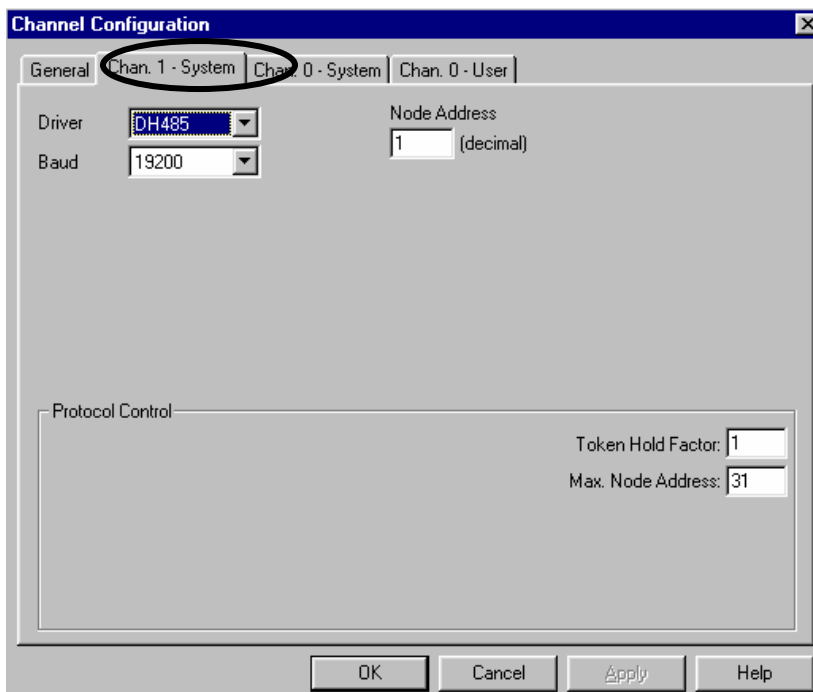 Channel Configuration
General Chan. 1 - System Chan. 0 - System Chan. 0 - User
Driver DH485 Node Address
1 (decimal)
Baud 19200
Protocol Control
Token Hold Factor: 1
Max. Node Address: 31
OK Cancel Apply Help